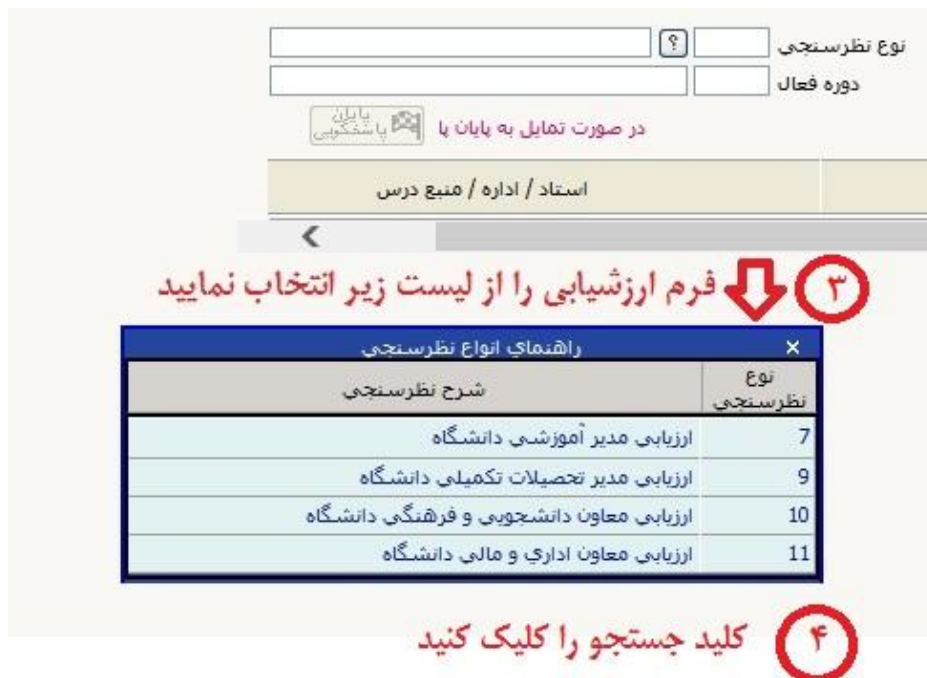 نوع نظرسنجی ?
دوره فعال
در صورت تمایل به پایان پا پایان پاسخگویی
استاد / اداره / منبع درس
۳ فرم ارزشیابی را از لیست زیر انتخاب نمایید
راهنماي انواع نظرسنجی ×
نوع نظرسنجی شرح نظرسنجی
7 ارزیابی مدیر آموزشی دانشگاه
9 ارزیابی مدیر تحصیلات تکمیلی دانشگاه
10 ارزیابی معاون دانشجویی و فرهنگی دانشگاه
11 ارزیابی معاون اداري و مالی دانشگاه
۴ کلید جستجو را کلیک کنید